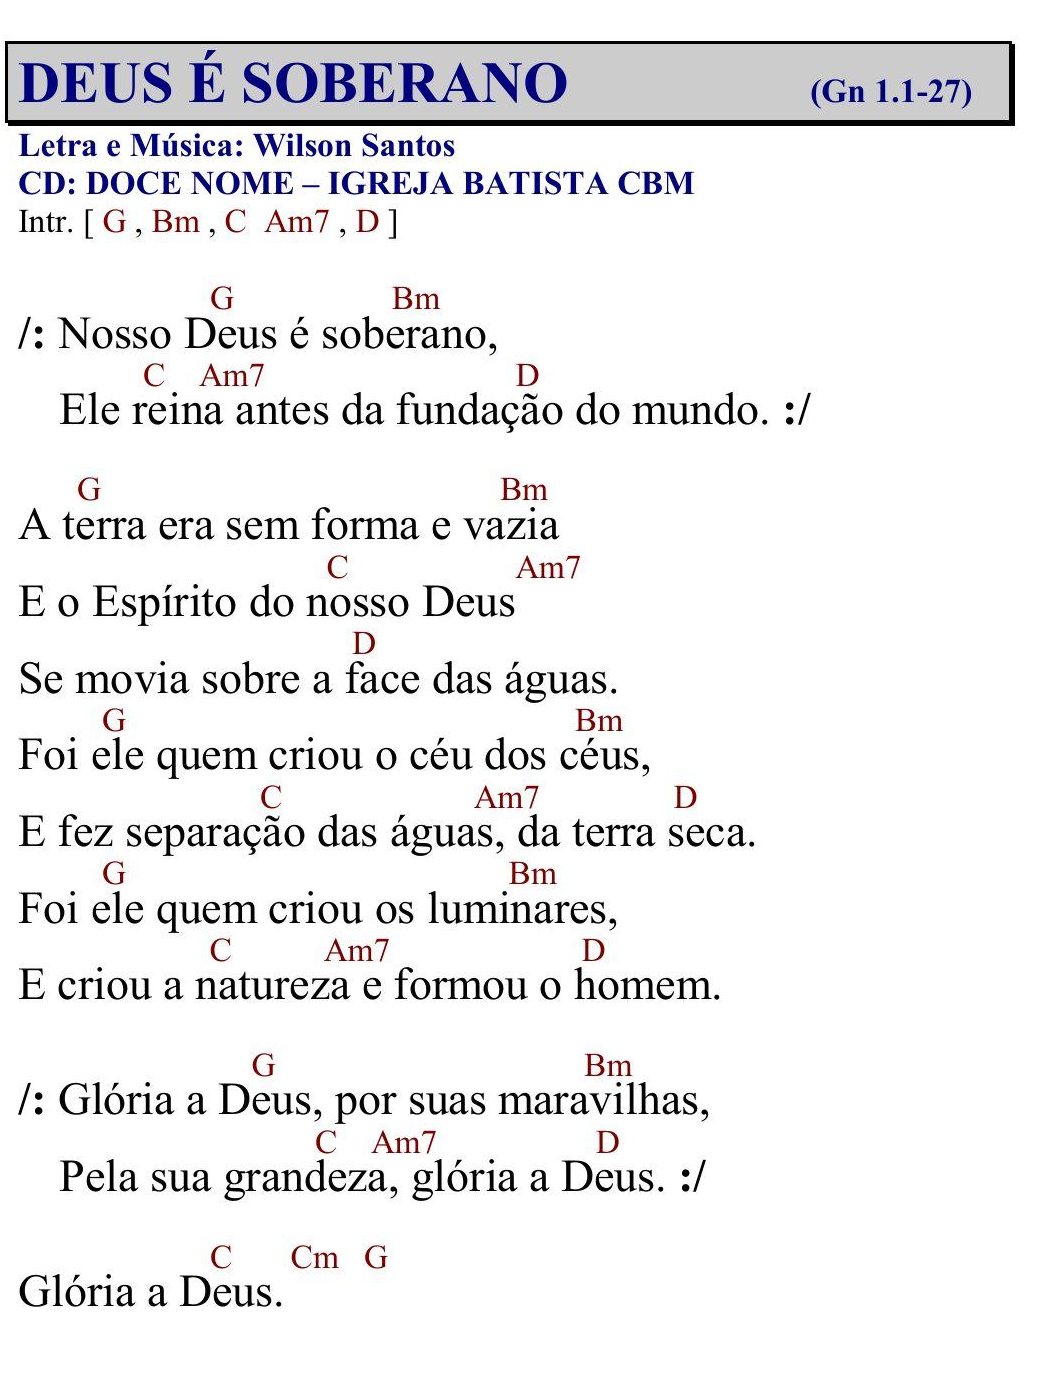 DEUS É SOBERANO (Gn 1.1-27)
Letra e Música: Wilson Santos
CD: DOCE NOME – IGREJA BATISTA CBM
Intr. [ G , Bm , C Am7 , D ]
G Bm
/: Nosso Deus é soberano,
C Am7 D
Ele reina antes da fundação do mundo. :/
G Bm
A terra era sem forma e vazia
C Am7
E o Espírito do nosso Deus
D
Se movia sobre a face das águas.
G Bm
Foi ele quem criou o céu dos céus,
C Am7 D
E fez separação das águas, da terra seca.
G Bm
Foi ele quem criou os luminares,
C Am7 D
E criou a natureza e formou o homem.
G Bm
/: Glória a Deus, por suas maravilhas,
C Am7 D
Pela sua grandeza, glória a Deus. :/
C Cm G
Glória a Deus.